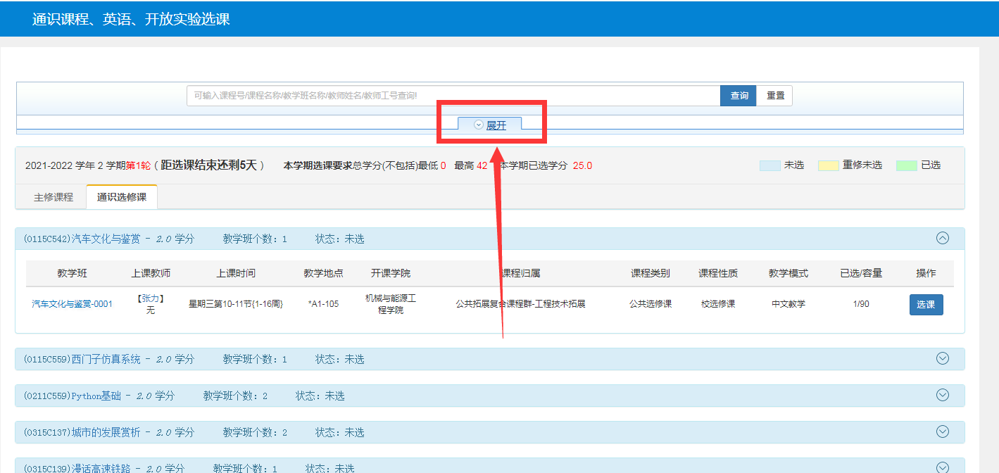 通识课程、英语、开放实验选课
可输入课程号/课程名称/教学班名称/教师姓名/教师工号查询! 查询 重置
展开
2021-2022 学年 2 学期第1轮 ( 距选课结束还剩5天 ) 本学期选课要求总学分(不包括)最低 0 最高 42 本学期已选学分 25.0 未选 重修未选 已选
主修课程 通识选修课
(0115C542)汽车文化与鉴赏 - 2.0 学分 教学班个数: 1 状态: 未选
教学班 上课教师 上课时间 教学地点 开课学院 课程归属 课程类别 课程性质 教学模式 已选/容量 操作
汽车文化与鉴赏-0001 【张力】 无 星期三第10-11节{1-16周} *A1-105 机械与能源工程学院 公共拓展复合课程群-工程技术拓展 公共选修课 校选修课 中文教学 1/90 选课
(0115C559)西门子仿真系统 - 2.0 学分 教学班个数: 1 状态: 未选
(0211C559)Python基础 - 2.0 学分 教学班个数: 2 状态: 未选
(0315C137)城市的发展赏析 - 2.0 学分 教学班个数: 2 状态: 未选
(0315C139)漫话高速铁路 - 2.0 学分 教学班个数: 1 状态: 未选